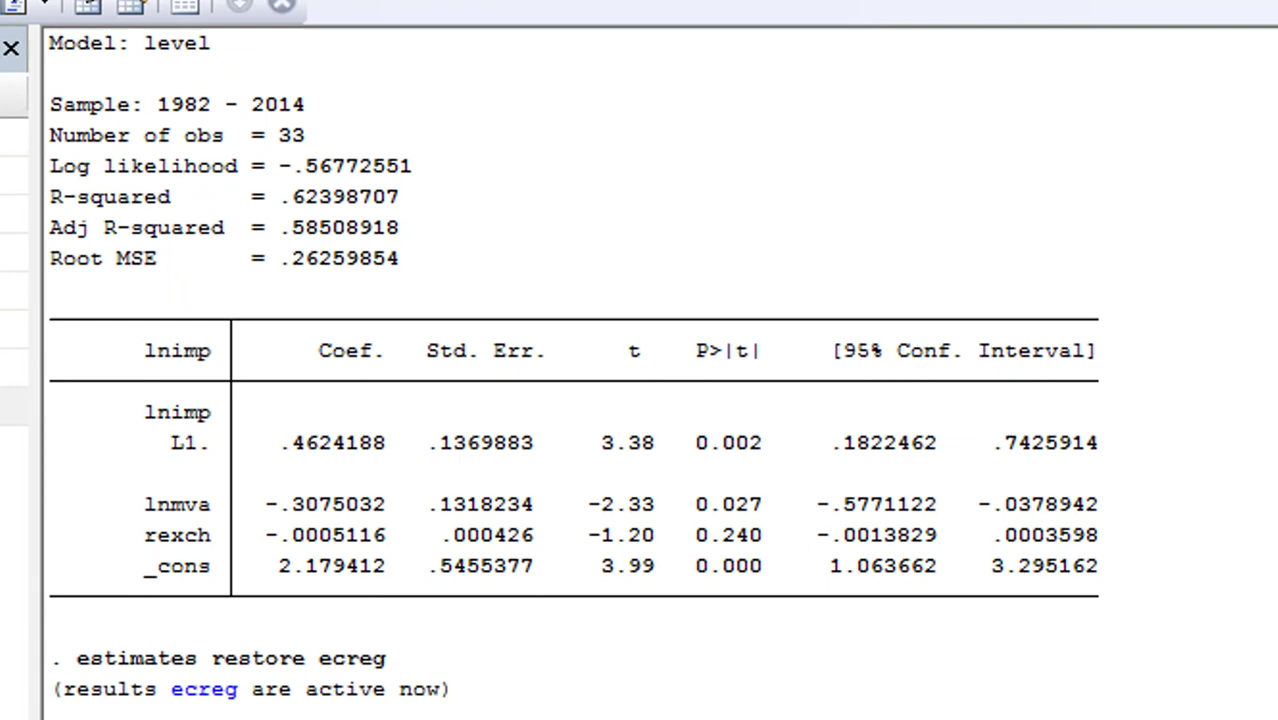 Model: level
Sample: 1982 - 2014
Number of obs = 33
Log likelihood = -.56772551
R-squared = .62398707
Adj R-squared = .58508918
Root MSE = .26259854
lnimp Coef. Std. Err. t P>|t| [95% Conf. Interval]
lnimp
L1. .4624188 .1369883 3.38 0.002 .1822462 .7425914
lnmva -.3075032 .1318234 -2.33 0.027 -.5771122 -.0378942
rexch -.0005116 .000426 -1.20 0.240 -.0013829 .0003598
_cons 2.179412 .5455377 3.99 0.000 1.063662 3.295162
. estimates restore ecreg
(results ecreg are active now)